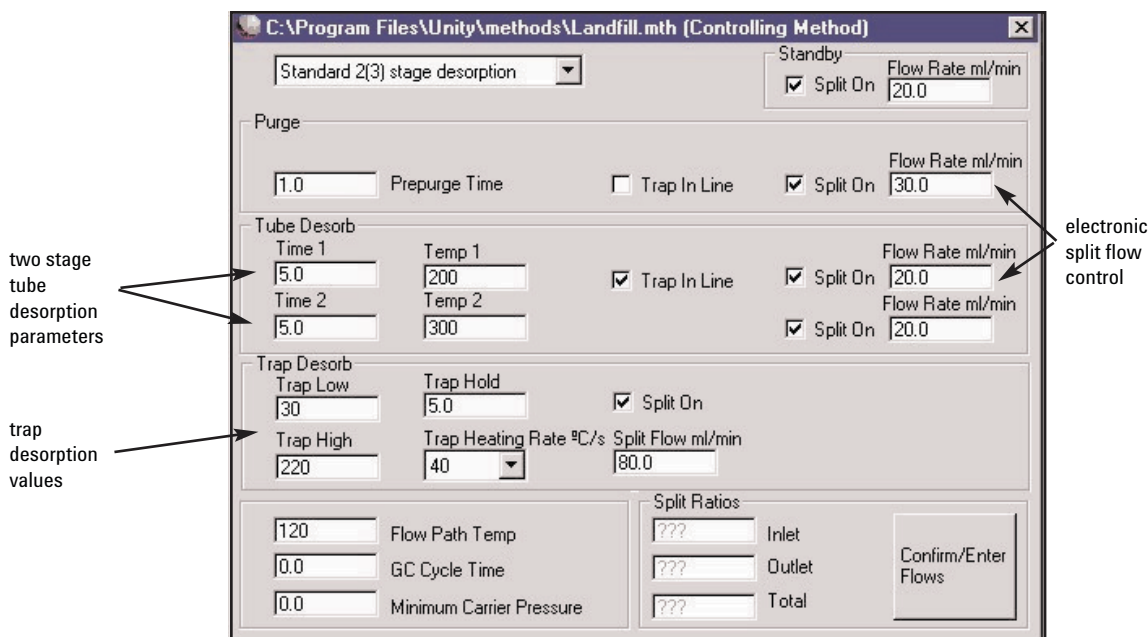 C:\Program Files\Unity\methods\Landfill.mth (Controlling Method)
Standard 2(3) stage desorption
Standby
Split On
Flow Rate ml/min
20.0
Purge
1.0
Prepurge Time
Trap In Line
Split On
Flow Rate ml/min
30.0
Tube Desorb
Time 1
5.0
Temp 1
200
Trap In Line
Split On
Flow Rate ml/min
20.0
Time 2
5.0
Temp 2
300
Split On
Flow Rate ml/min
20.0
Trap Desorb
Trap Low
30
Trap Hold
5.0
Split On
Trap High
220
Trap Heating Rate ºC/s
40
Split Flow ml/min
80.0
120
Flow Path Temp
0.0
GC Cycle Time
0.0
Minimum Carrier Pressure
Split Ratios
???
Inlet
???
Outlet
???
Total
Confirm/Enter
Flows
two stage
tube
desorption
parameters
trap
desorption
values
electronic
split flow
control